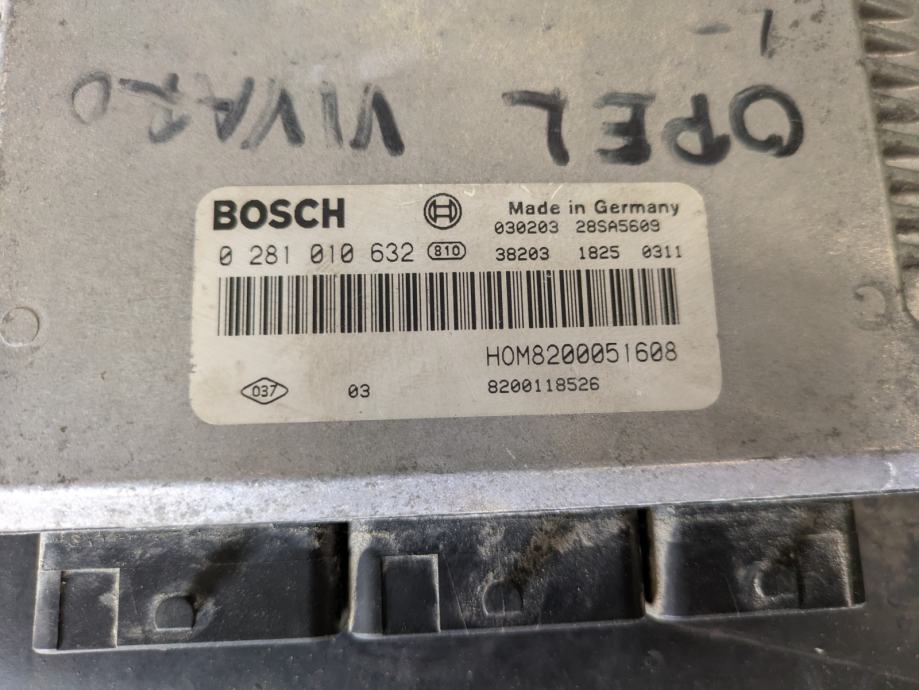 OPEL VIVARO
BOSCH Made in Germany
030203 28SA5609
0 281 010 632 810 38203 1825 0311
HOM8200051608
037 03 8200118526